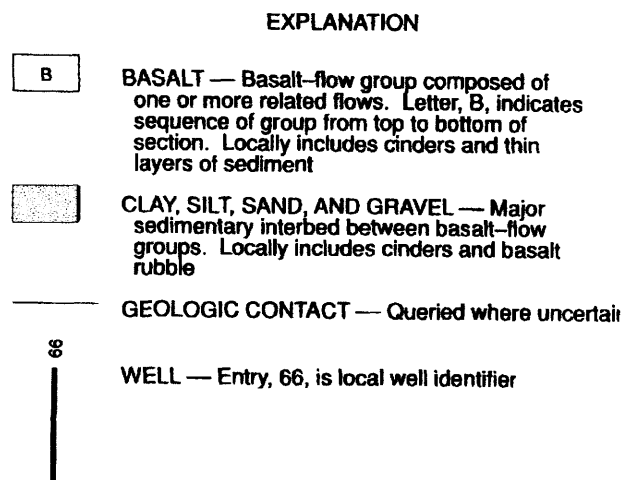 EXPLANATION
B
BASALT — Basalt–flow group composed of
one or more related flows. Letter, B, indicates
sequence of group from top to bottom of
section. Locally includes cinders and thin
layers of sediment
CLAY, SILT, SAND, AND GRAVEL — Major
sedimentary interbed between basalt–flow
groups. Locally includes cinders and basalt
rubble
GEOLOGIC CONTACT — Queried where uncertain
66
WELL — Entry, 66, is local well identifier